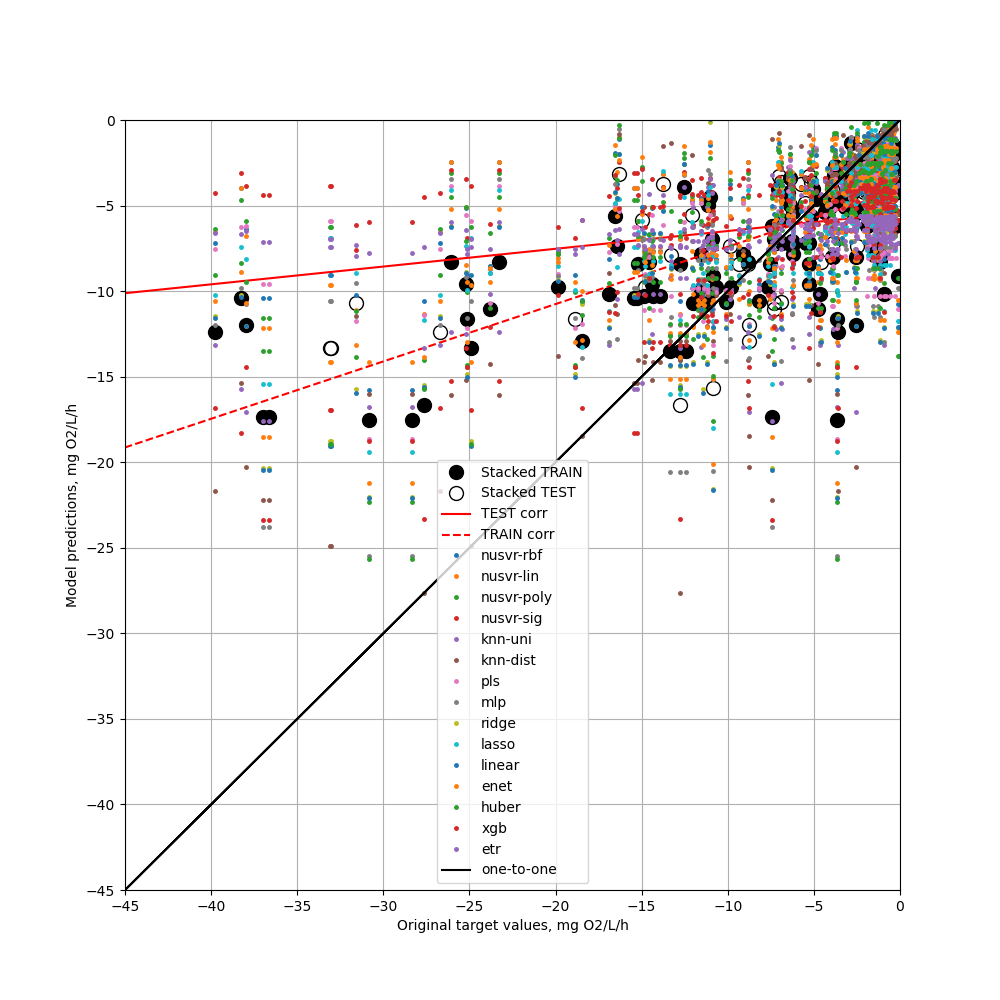 0
−5
−10
−15
−20
−25
−30
−35
−40
−45
Model predictions, mg O2/L/h
Stacked TRAIN
Stacked TEST
TEST corr
TRAIN corr
nusvr-rbf
nusvr-lin
nusvr-poly
nusvr-sig
knn-uni
knn-dist
pls
mlp
ridge
lasso
linear
enet
huber
xgb
etr
one-to-one
−45 −40 −35 −30 −25 −20 −15 −10 −5 0
Original target values, mg O2/L/h